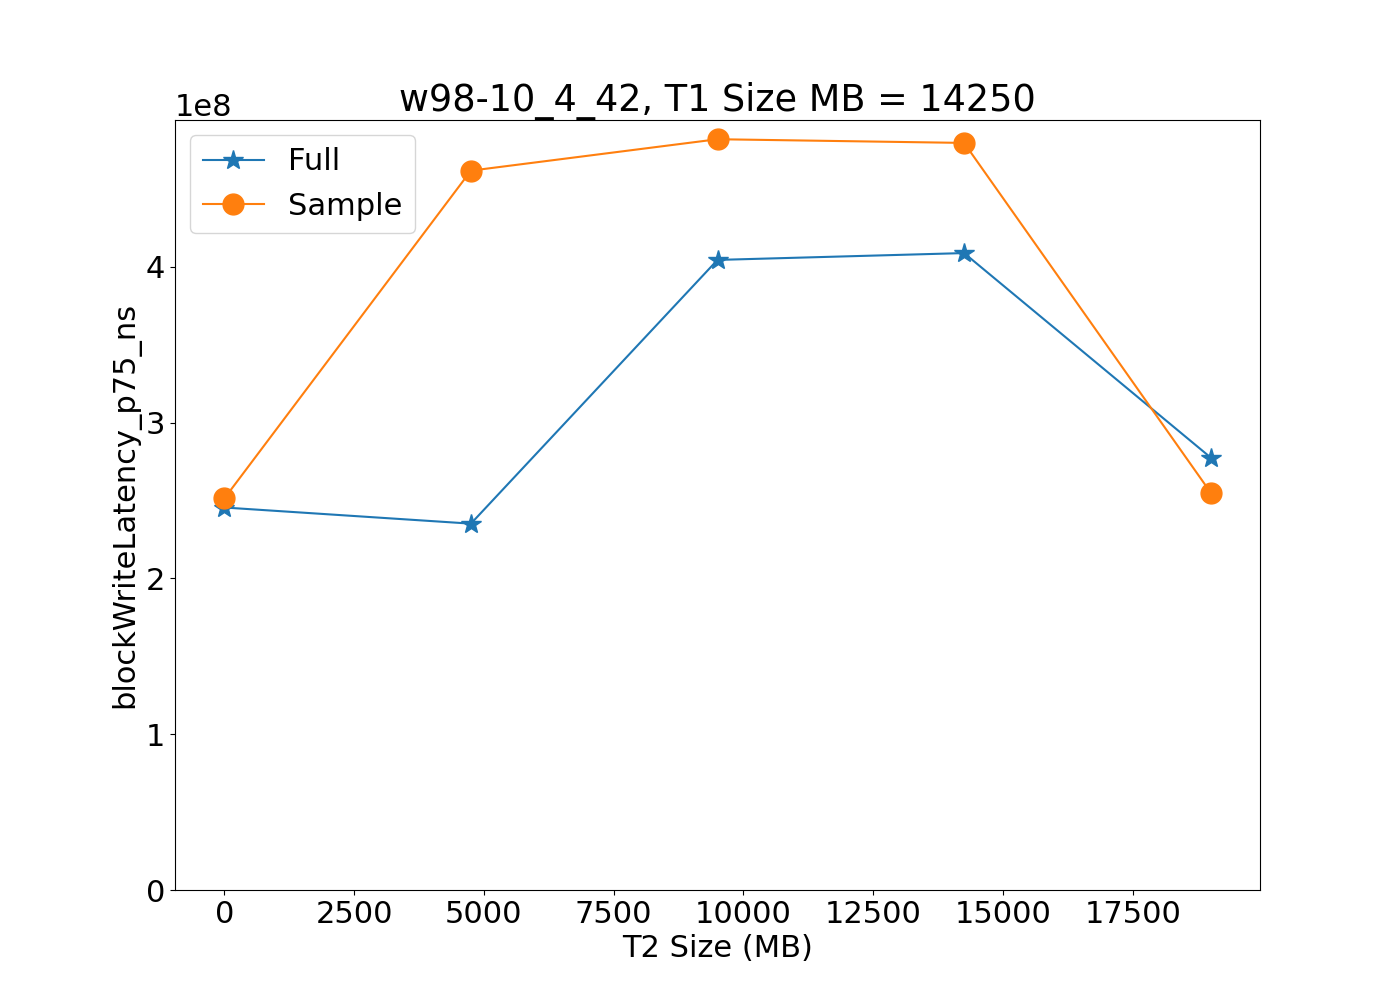 w98-10_4_42, T1 Size MB = 14250
1e8
Full
Sample
4
3
2
1
0
blockWriteLatency_p75_ns
0 2500 5000 7500 10000 12500 15000 17500
T2 Size (MB)